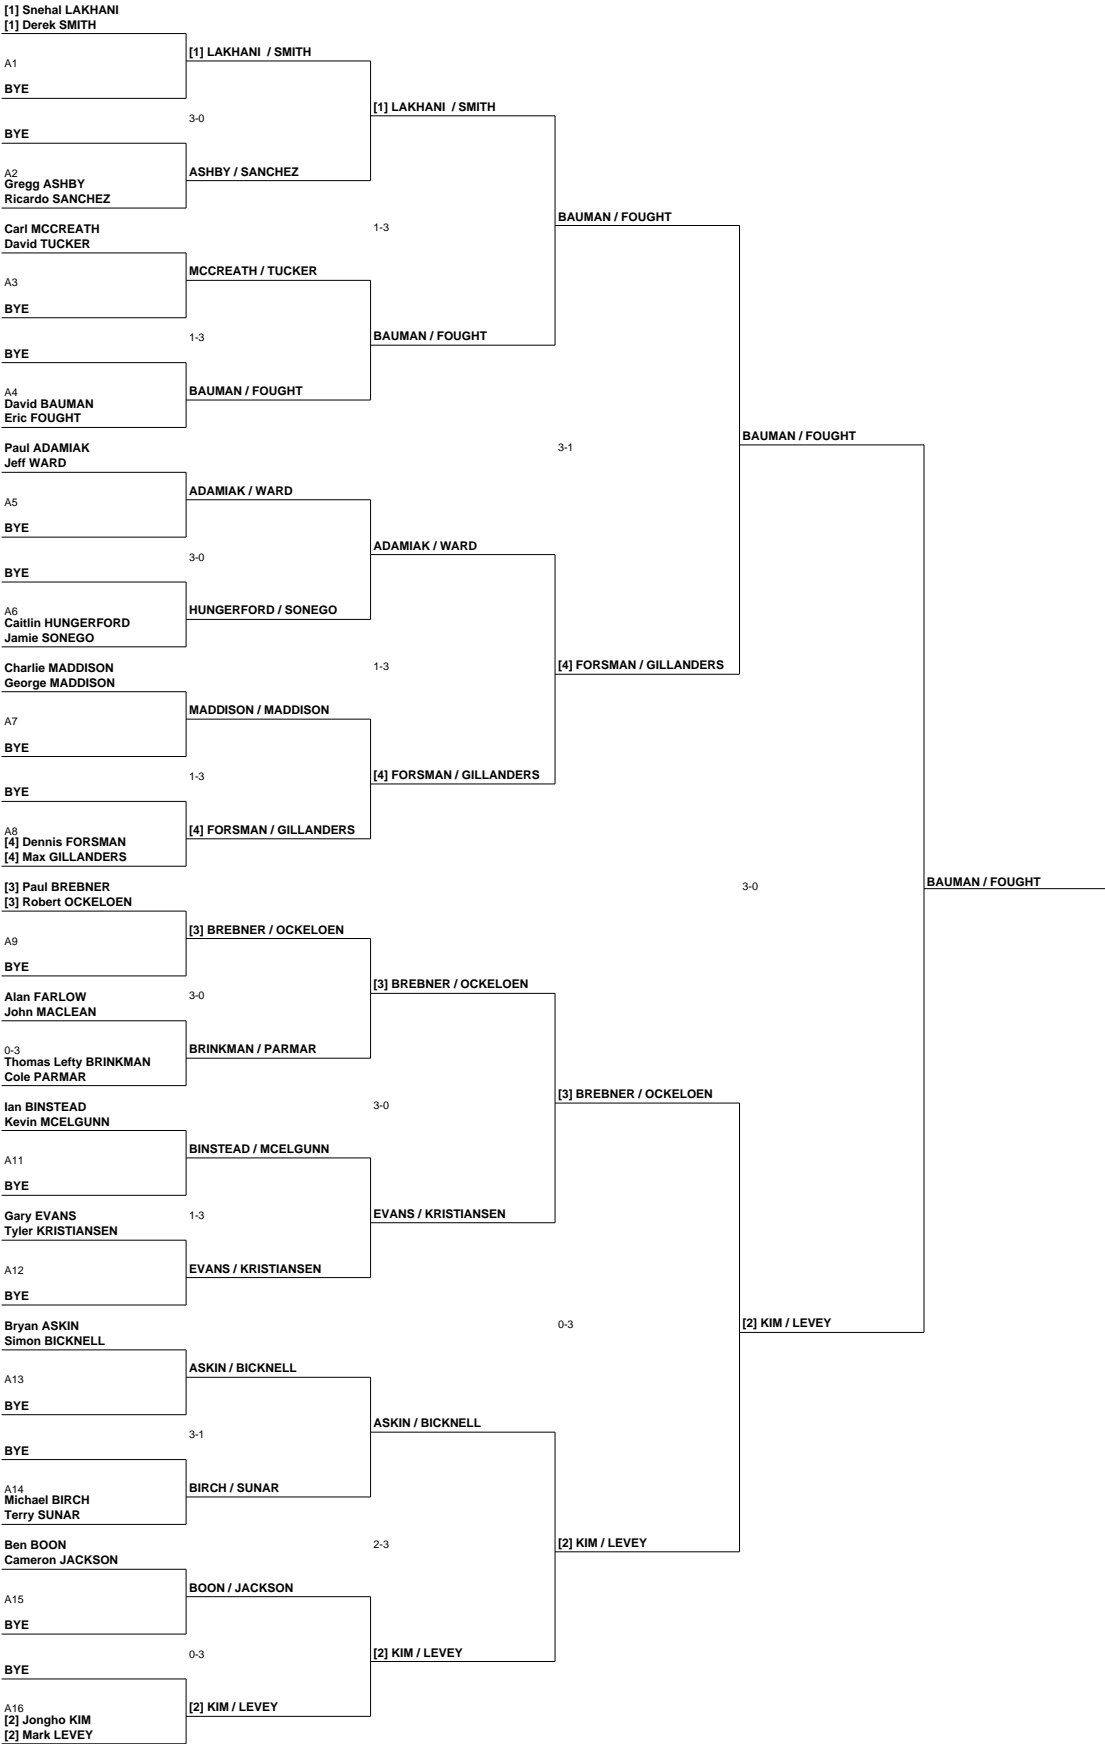 [1] Snehal LAKHANI
[1] Derek SMITH
[1] LAKHANI / SMITH
A1
BYE
[1] LAKHANI / SMITH
3-0
BYE
ASHBY / SANCHEZ
A2
Gregg ASHBY
Ricardo SANCHEZ
BAUMAN / FOUGHT
1-3
Carl MCCREATH
David TUCKER
MCCREATH / TUCKER
A3
BYE
1-3
BAUMAN / FOUGHT
BYE
BAUMAN / FOUGHT
A4
David BAUMAN
Eric FOUGHT
BAUMAN / FOUGHT
3-1
Paul ADAMIAK
Jeff WARD
ADAMIAK / WARD
A5
BYE
ADAMIAK / WARD
3-0
BYE
HUNGERFORD / SONEGO
A6
Caitlin HUNGERFORD
Jamie SONEGO
1-3
[4] FORSMAN / GILLANDERS
Charlie MADDISON
George MADDISON
MADDISON / MADDISON
A7
BYE
1-3
[4] FORSMAN / GILLANDERS
BYE
[4] FORSMAN / GILLANDERS
A8
[4] Dennis FORSMAN
[4] Max GILLANDERS
3-0
BAUMAN / FOUGHT
[3] Paul BREBNER
[3] Robert OCKELOEN
[3] BREBNER / OCKELOEN
A9
BYE
[3] BREBNER / OCKELOEN
3-0
Alan FARLOW
John MACLEAN
BRINKMAN / PARMAR
0-3
Thomas Lefty BRINKMAN
Cole PARMAR
[3] BREBNER / OCKELOEN
3-0
Ian BINSTEAD
Kevin MCELGUNN
BINSTEAD / MCELGUNN
A11
BYE
1-3
EVANS / KRISTIANSEN
Gary EVANS
Tyler KRISTIANSEN
EVANS / KRISTIANSEN
A12
BYE
0-3
[2] KIM / LEVEY
Bryan ASKIN
Simon BICKNELL
ASKIN / BICKNELL
A13
BYE
ASKIN / BICKNELL
3-1
BYE
BIRCH / SUNAR
A14
Michael BIRCH
Terry SUNAR
2-3
[2] KIM / LEVEY
Ben BOON
Cameron JACKSON
BOON / JACKSON
A15
BYE
0-3
[2] KIM / LEVEY
BYE
[2] KIM / LEVEY
A16
[2] Jongho KIM
[2] Mark LEVEY